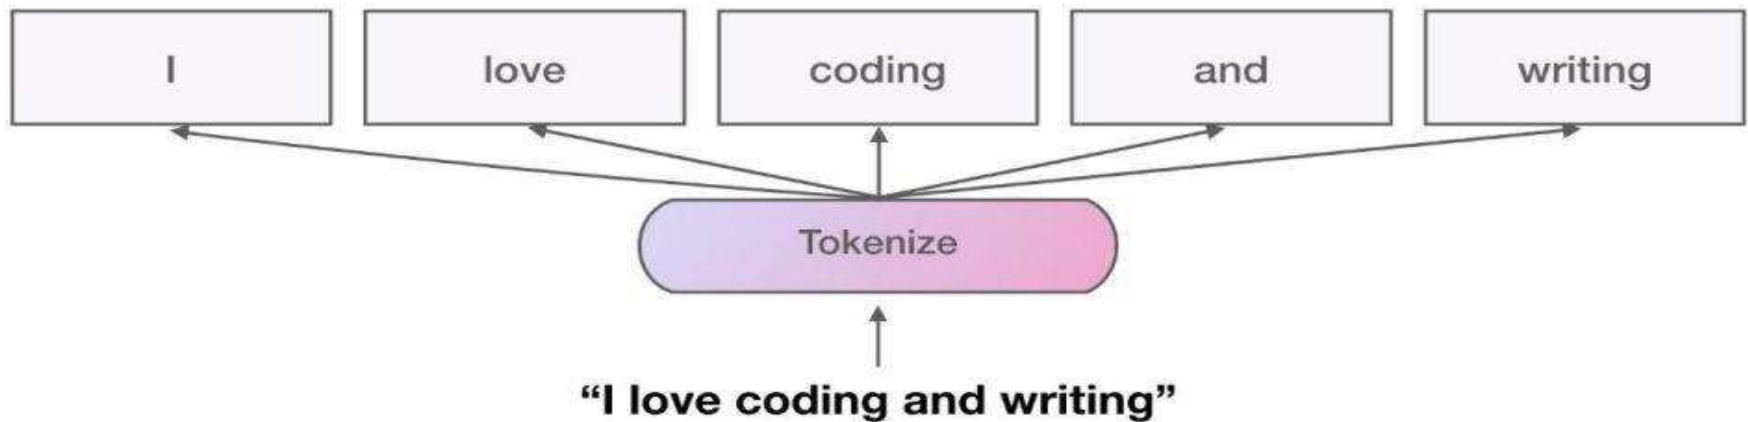 I
love
coding
and
writing
Tokenize
“I love coding and writing”